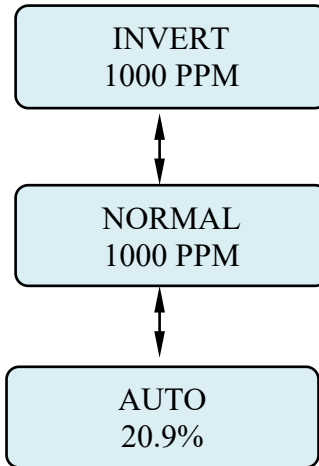 INVERT
1000 PPM
NORMAL
1000 PPM
AUTO
20.9%